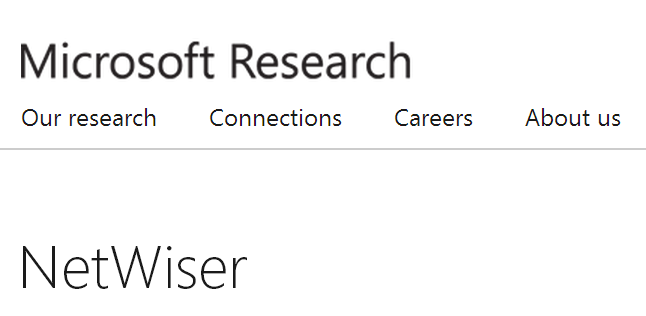 Microsoft Research
Our research Connections Careers About us
NetWiser